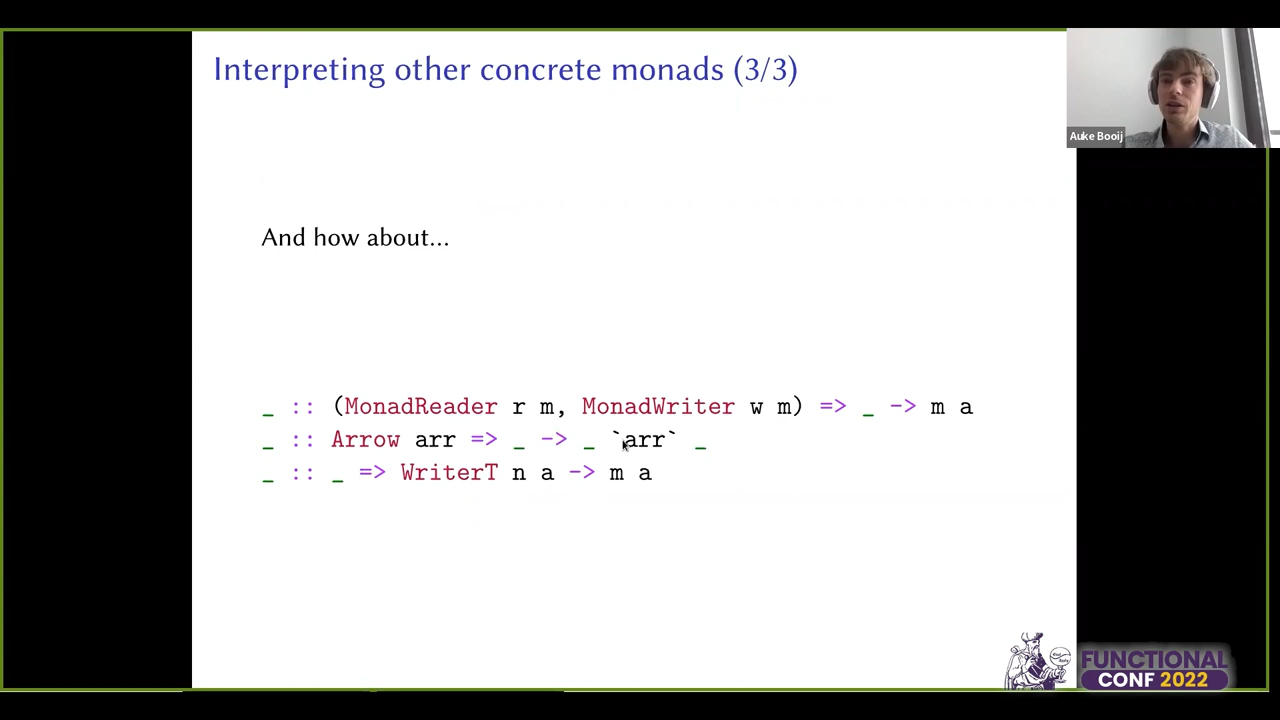 Interpreting other concrete monads (3/3)
Auke Booij
And how about...
_ :: (MonadReader r m, MonadWriter w m) => _ -> m a
_ :: Arrow arr => _ -> _ `arr` _
_ :: _ => WriterT n a -> m a
FUNCTIONAL
CONF 2022